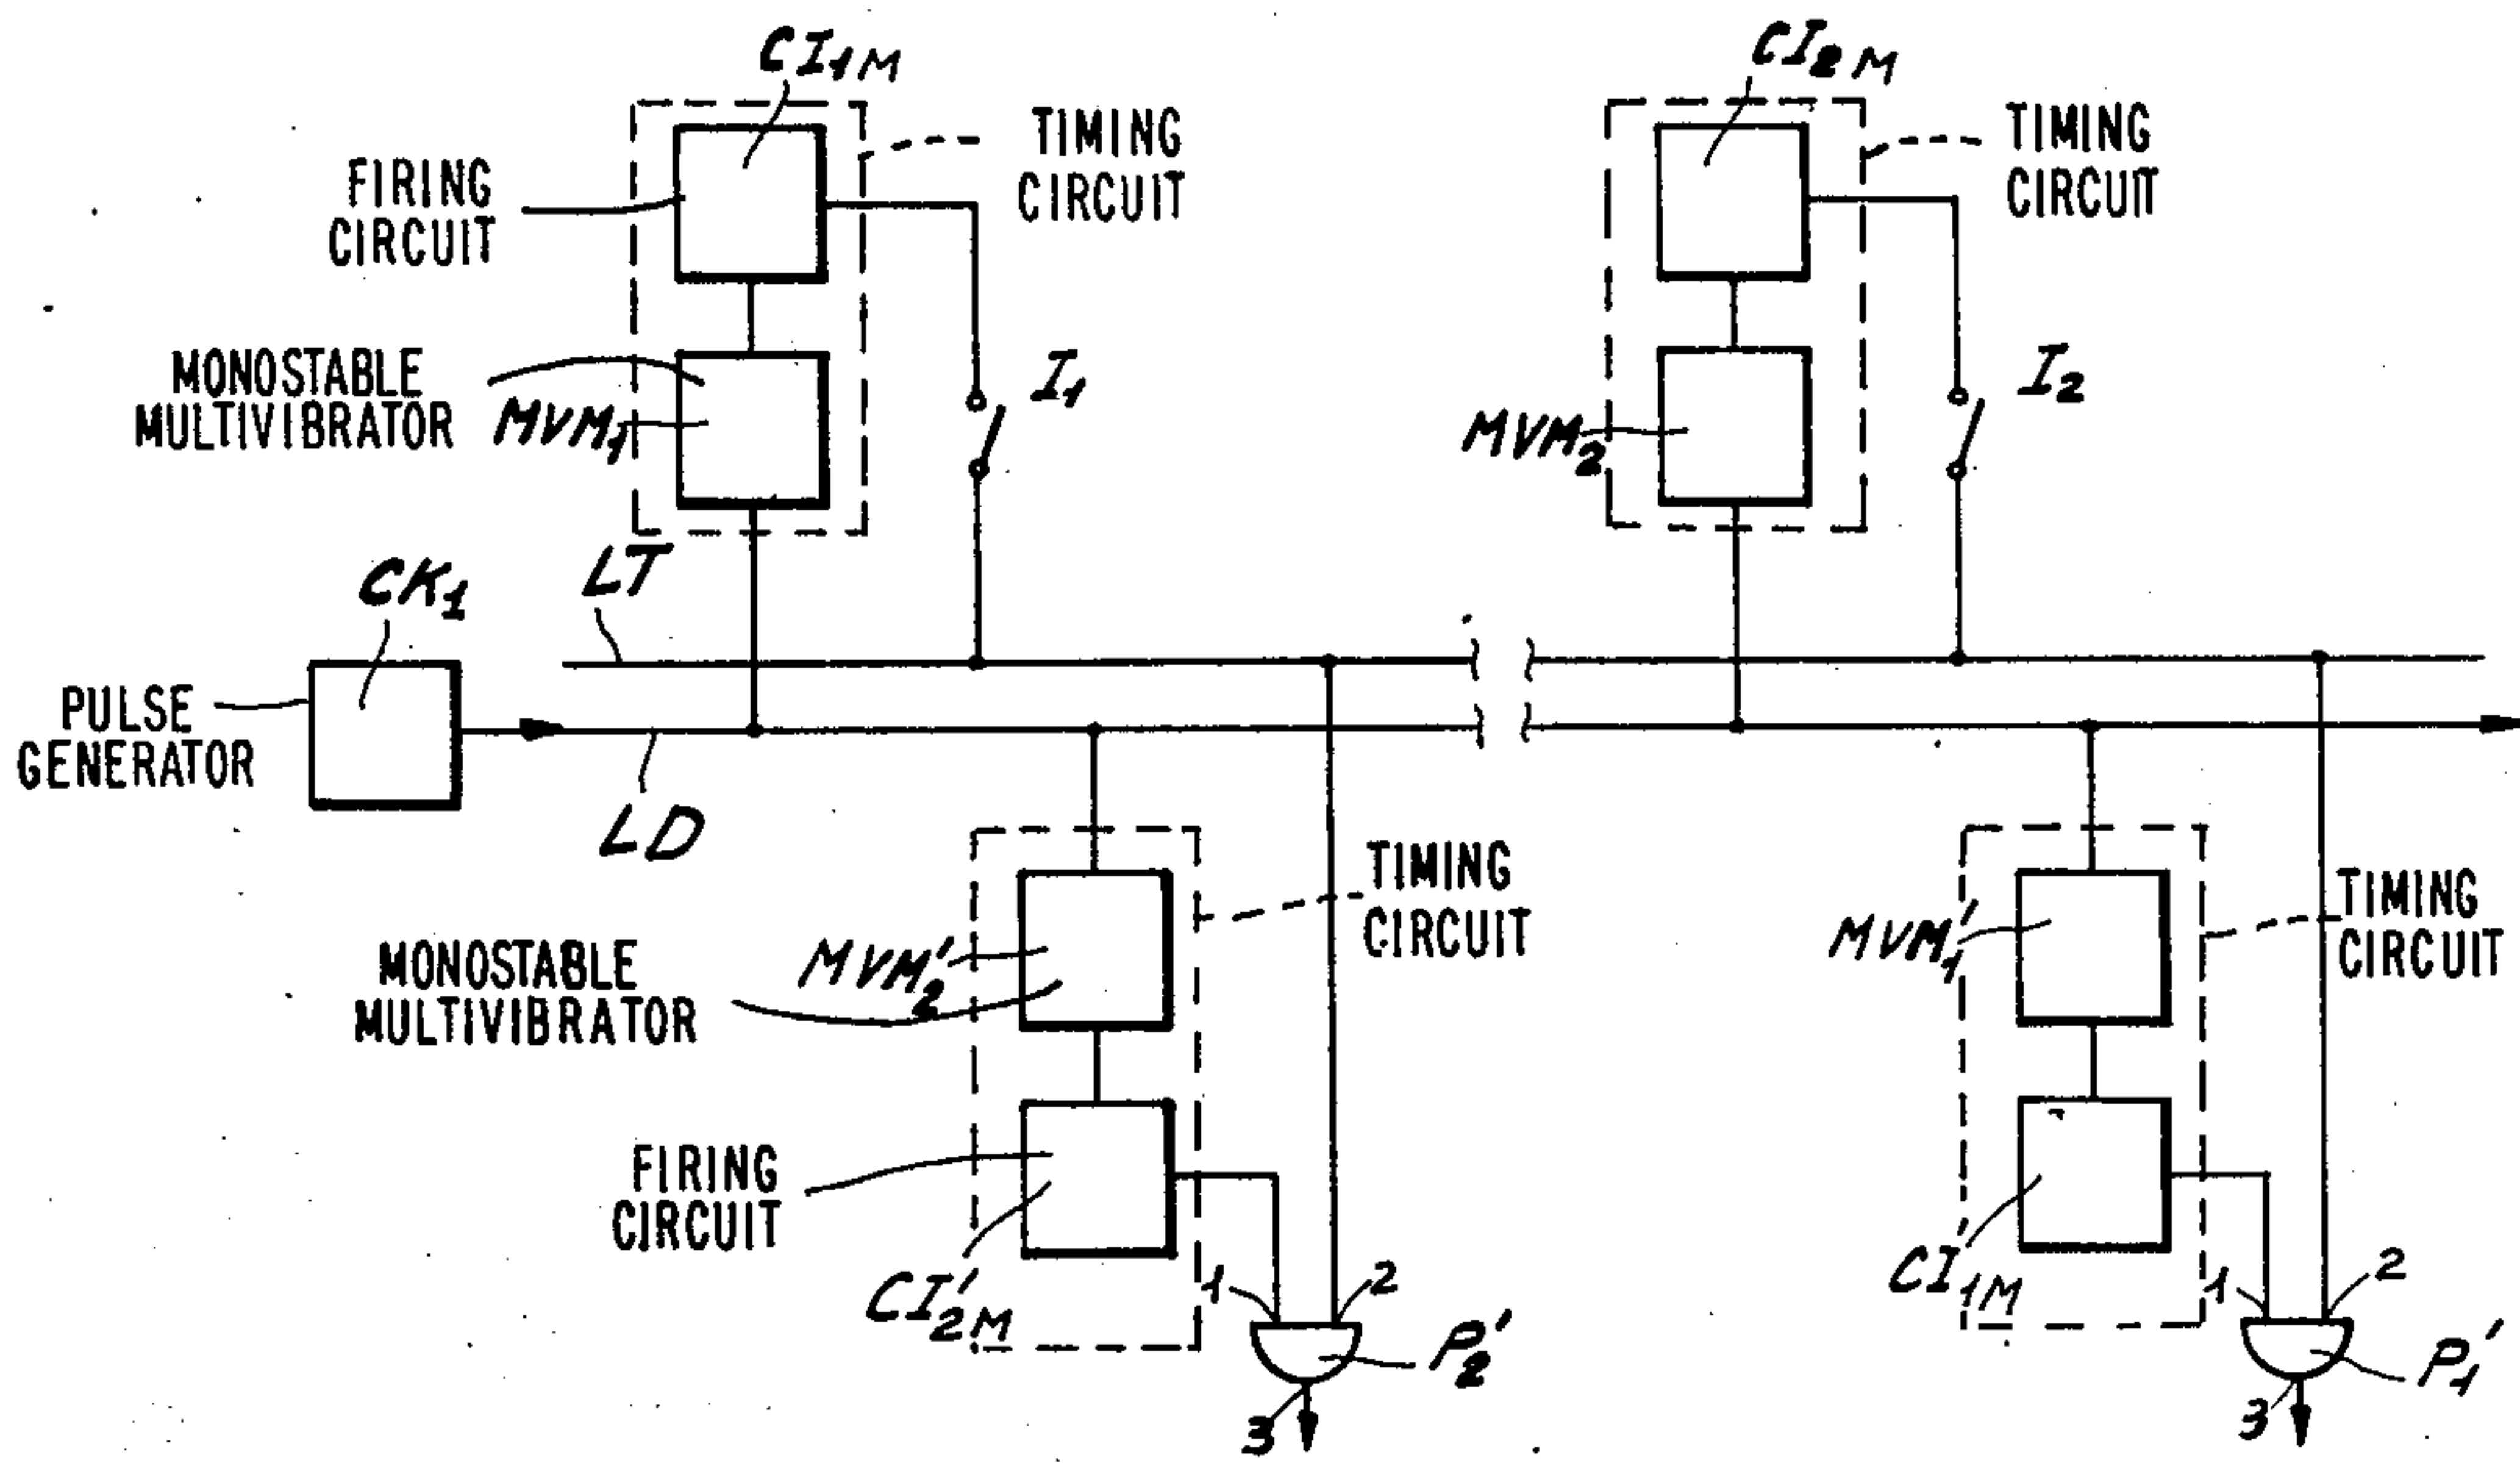 CI1M
TIMING
CIRCUIT
FIRING
CIRCUIT
MONOSTABLE
MULTIVIBRATOR
MVM1
I1
CI2M
TIMING
CIRCUIT
MVM2
I2
CK1
LT
PULSE
GENERATOR
LD
TIMING
CIRCUIT
MONOSTABLE
MULTIVIBRATOR
MVM'2
FIRING
CIRCUIT
CI'2M
1
2
P'2
3
TIMING
CIRCUIT
MVM'1
CI'1M
1
2
P'1
3